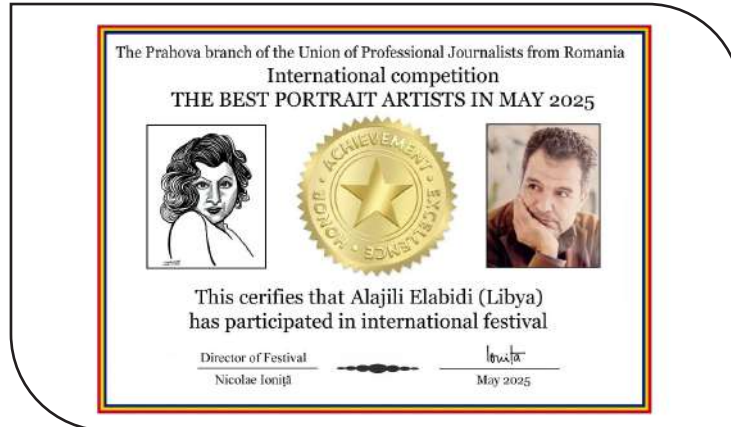 The Prahova branch of the Union of Professional Journalists from Romania
International competition
THE BEST PORTRAIT ARTISTS IN MAY 2025
HONOR • ACHIEVEMENT • EXCELLENCE •
This cerifies that Alajili Elabidi (Libya)
has participated in international festival
Director of Festival
Ioniță
Nicolae Ioniță
May 2025